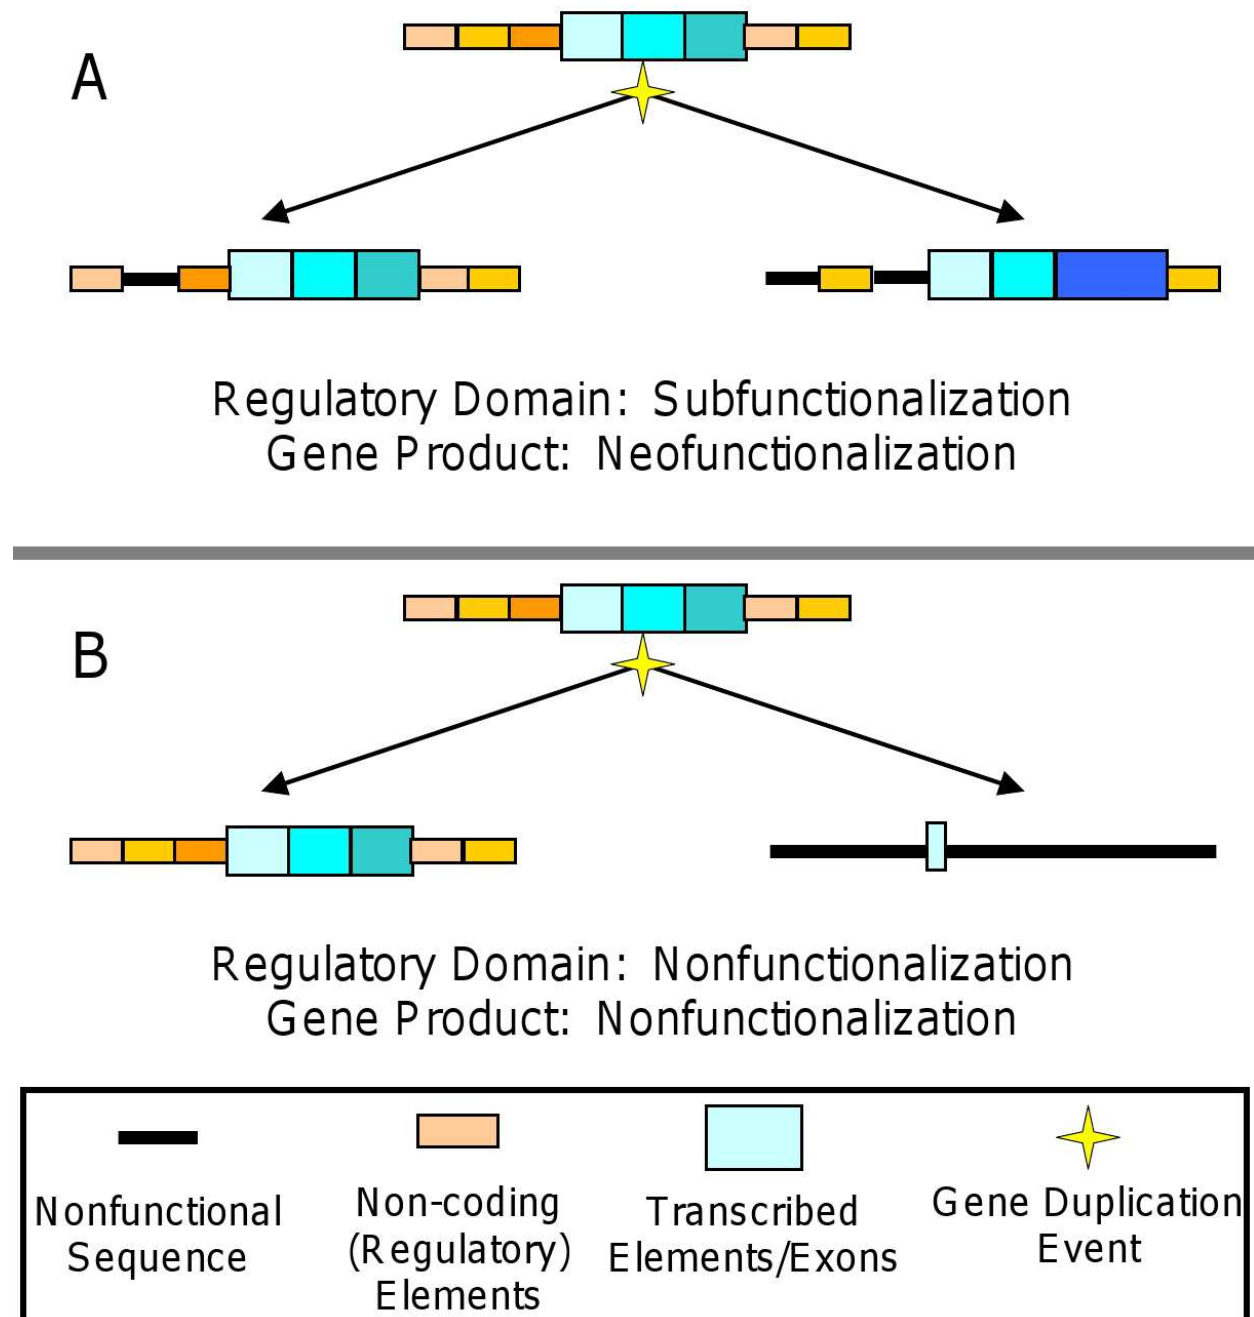 A
Regulatory Domain: Subfunctionalization
Gene Product: Neofunctionalization
B
Regulatory Domain: Nonfunctionalization
Gene Product: Nonfunctionalization
Nonfunctional
Sequence
Non-coding
(Regulatory)
Elements
Transcribed
Elements/Exons
Gene Duplication
Event